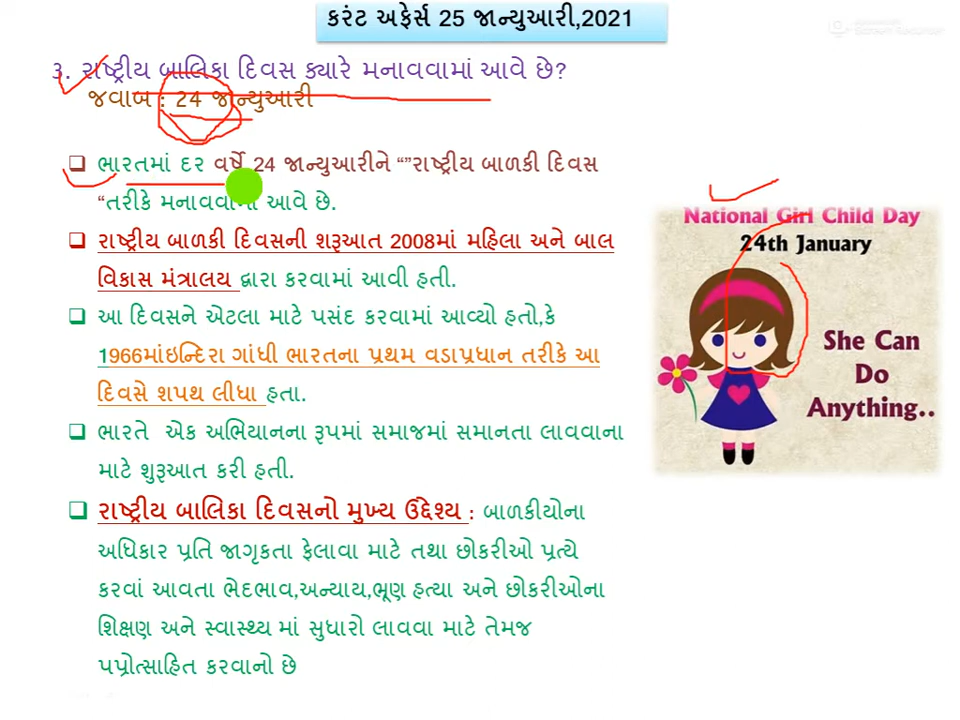 કરંટ અફેર્સ 25 જાન્યુઆરી,2021
૩. રાષ્ટ્રીય બાલિકા દિવસ ક્યારે મનાવવામાં આવે છે?
જવાબ : 24 જાન્યુઆરી
ભારતમાં દર વર્ષે 24 જાન્યુઆરીને “”રાષ્ટ્રીય બાળકી દિવસ
“તરીકે મનાવવામાં આવે છે.
રાષ્ટ્રીય બાળકી દિવસની શરૂઆત 2008માં મહિલા અને બાલ
વિકાસ મંત્રાલય દ્વારા કરવામાં આવી હતી.
આ દિવસને એટલા માટે પસંદ કરવામાં આવ્યો હતો,કે
1966માંઇન્દિરા ગાંધી ભારતના પ્રથમ વડાપ્રધાન તરીકે આ
દિવસે શપથ લીધા હતા.
ભારતે એક અભિયાનના રૂપમાં સમાજમાં સમાનતા લાવવાના
માટે શુરૂઆત કરી હતી.
રાષ્ટ્રીય બાલિકા દિવસનો મુખ્ય ઉદ્દેશ્ય : બાળકીયોના
અધિકાર પ્રતિ જાગૃકતા ફેલાવા માટે તથા છોકરીઓ પ્રત્યે
કરવાં આવતા ભેદભાવ,અન્યાય,ભૂણ હત્યા અને છોકરીઓના
શિક્ષણ અને સ્વાસ્થ્ય માં સુધારો લાવવા માટે તેમજ
પપ્રોત્સાહિત કરવાનો છે
National Girl Child Day
24th January
She Can
Do
Anything..